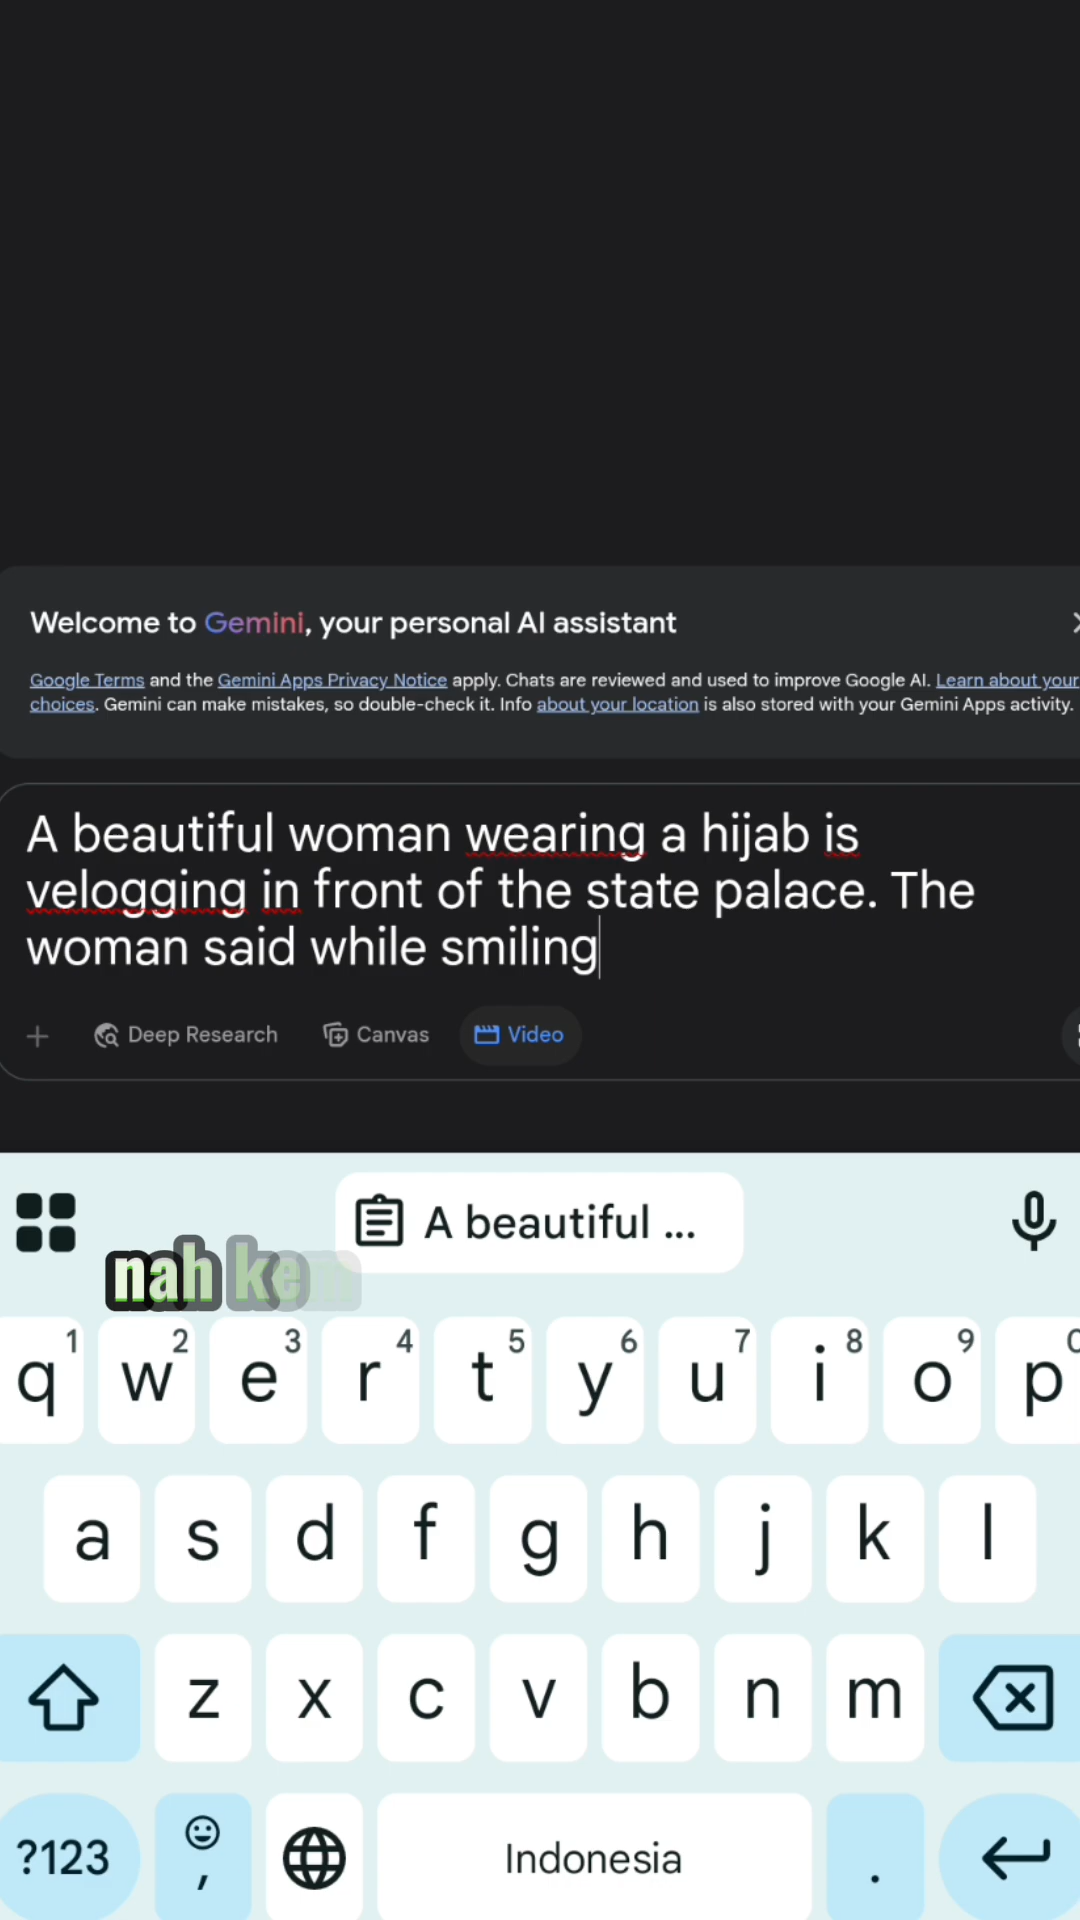 Welcome to Gemini, your personal AI assistant
Google Terms and the Gemini Apps Privacy Notice apply. Chats are reviewed and used to improve Google AI. Learn about your
choices. Gemini can make mistakes, so double-check it. Info about your location is also stored with your Gemini Apps activity.
A beautiful woman wearing a hijab is
velogging in front of the state palace. The
woman said while smiling
Deep Research Canvas Video
A beautiful ...
nah kem
q 1 w 2 e 3 r 4 t 5 y 6 u 7 i 8 o 9 p
a s d f g h j k l
z x c v b n m
?123 , Indonesia .